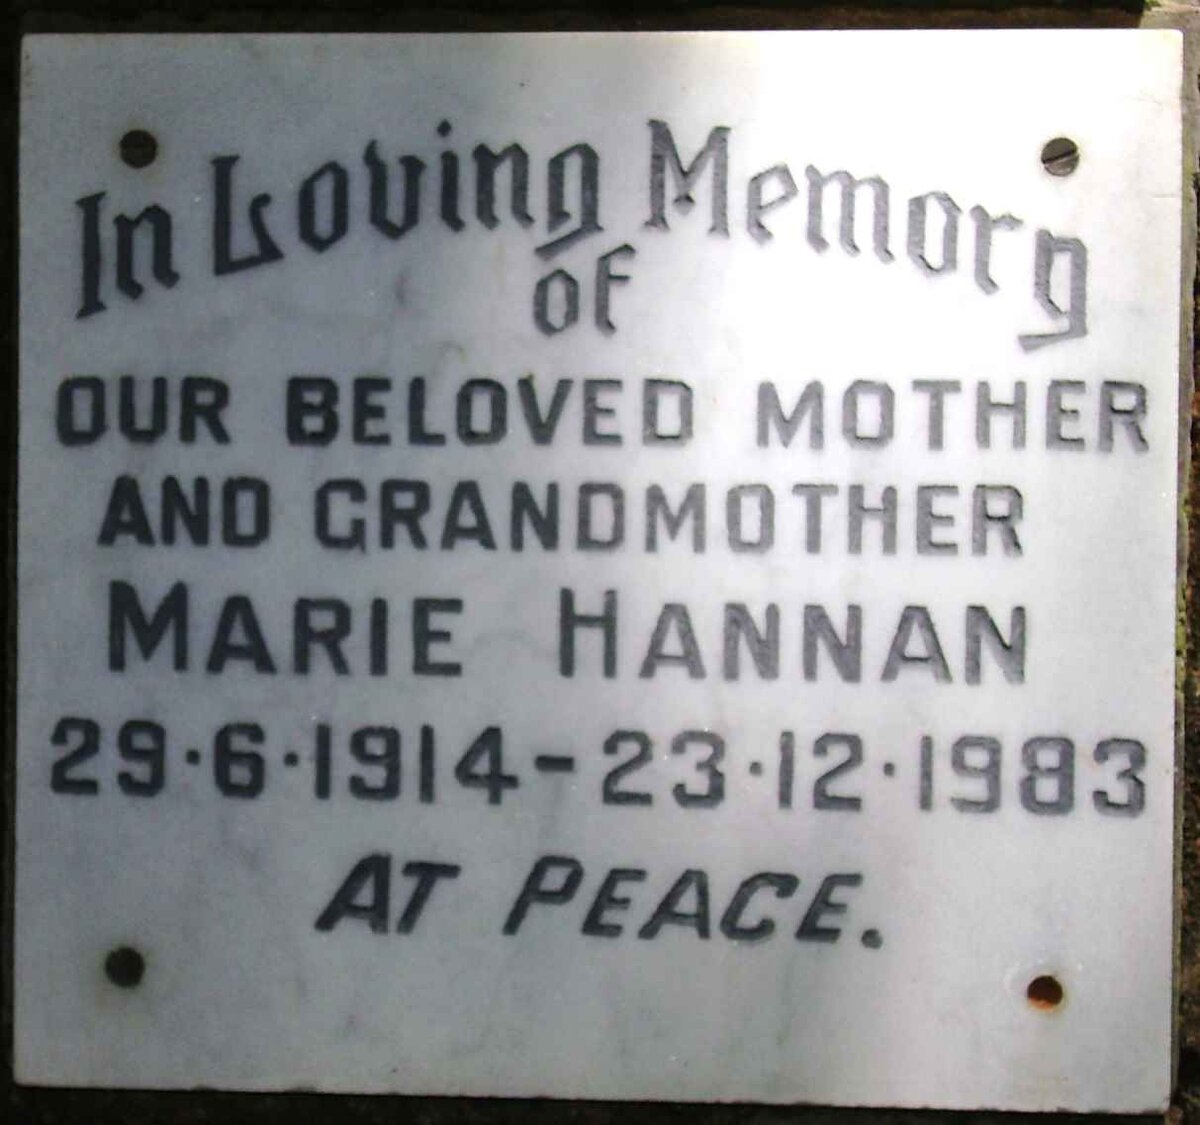 In Loving Memory
of
OUR BELOVED MOTHER
AND GRANDMOTHER
MARIE HANNAN
29·6·1914–23·12·1983
AT PEACE.